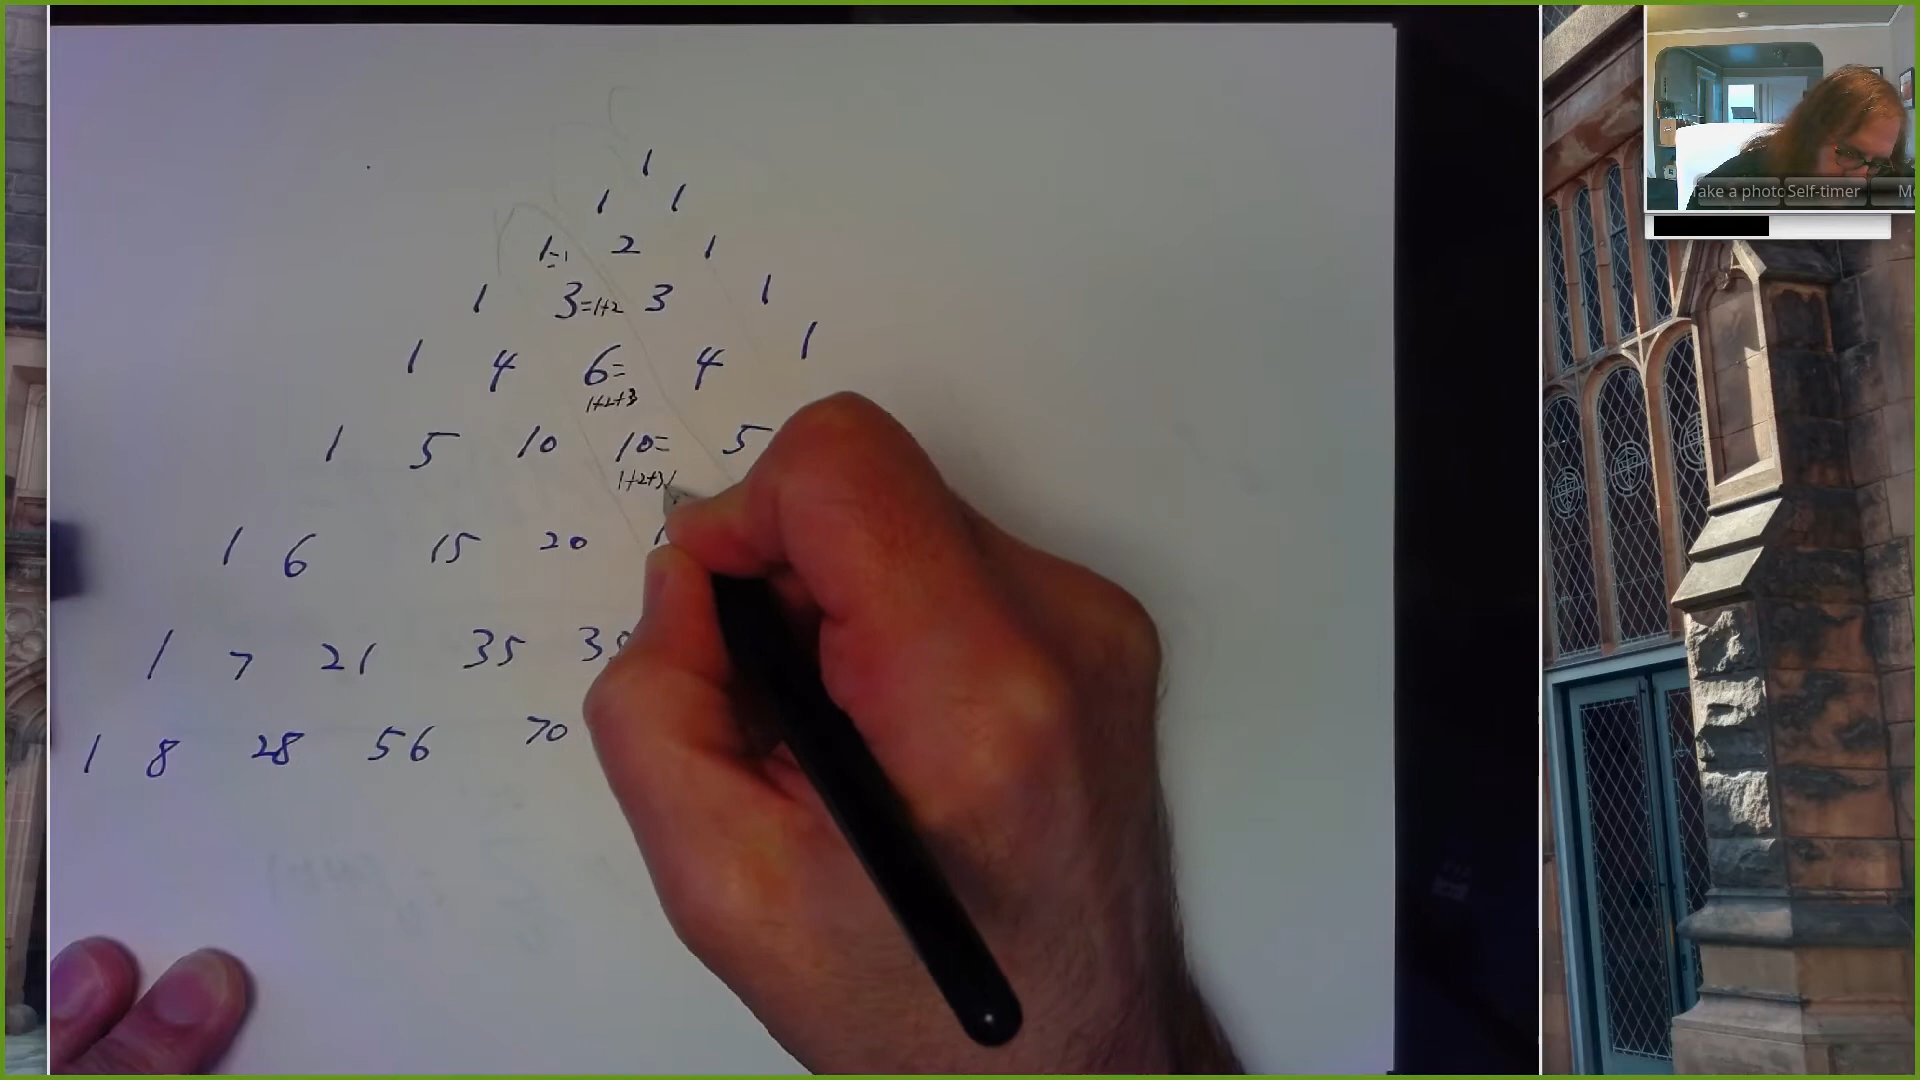 1
1 1
1=1 2 1
1 3=1+2 3 1
1 4 6= 4 1
1+2+3
1 5 10 10= 5
1+2+3
1 6 15 20
1 7 21 35
1 8 28 56 70
Take a photo Self-timer